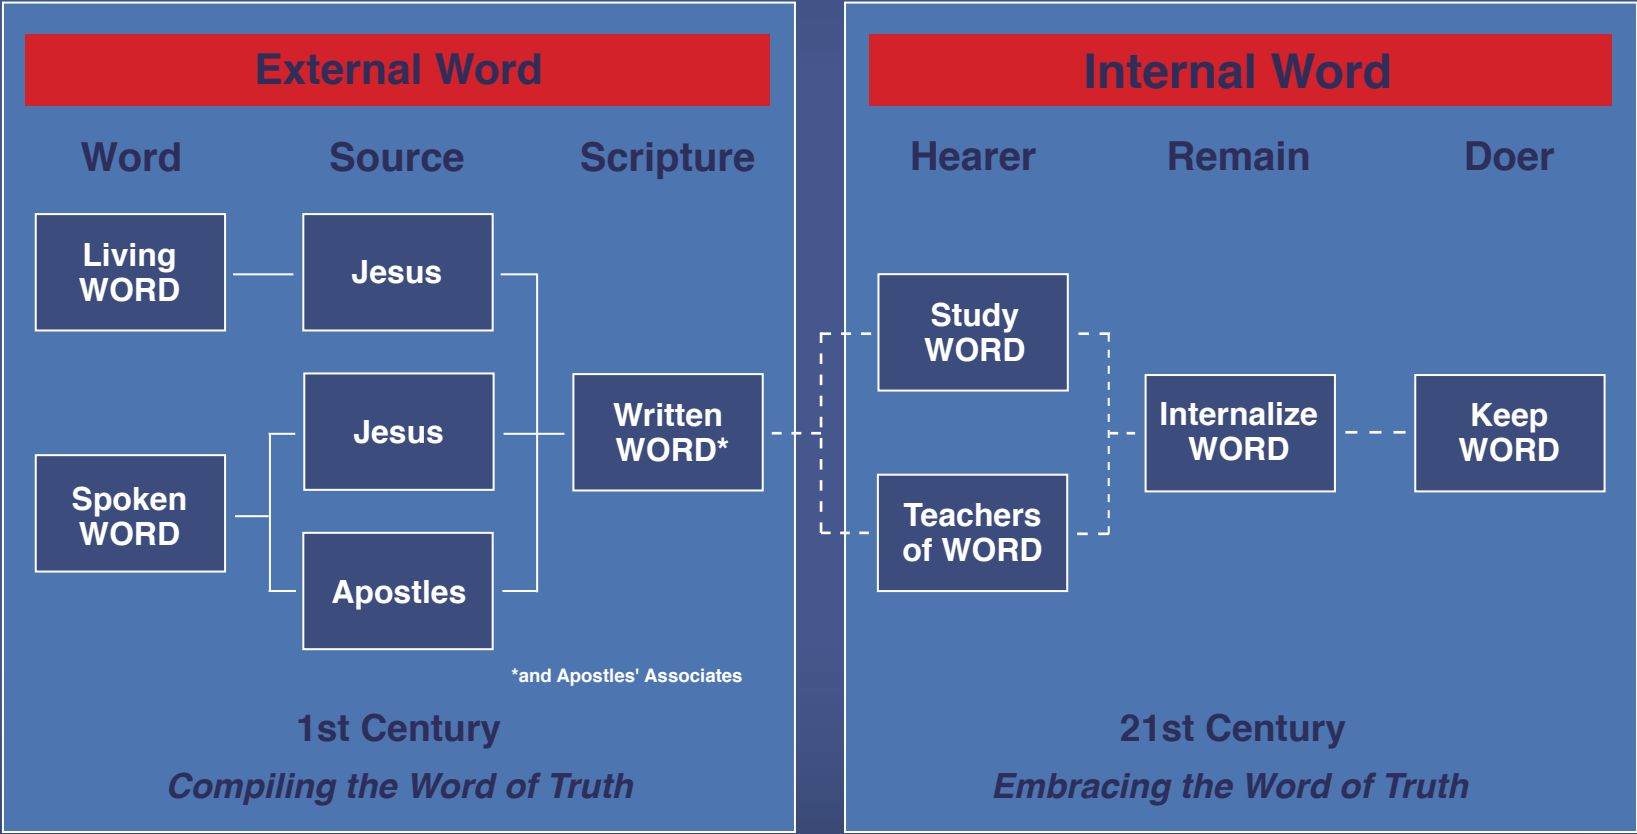 External Word
Word
Source
Scripture
Living
WORD
Jesus
Jesus
Written
WORD*
Spoken
WORD
Apostles
*and Apostles' Associates
1st Century
Compiling the Word of Truth
Internal Word
Hearer
Remain
Doer
Study
WORD
Internalize
WORD
Keep
WORD
Teachers
of WORD
21st Century
Embracing the Word of Truth